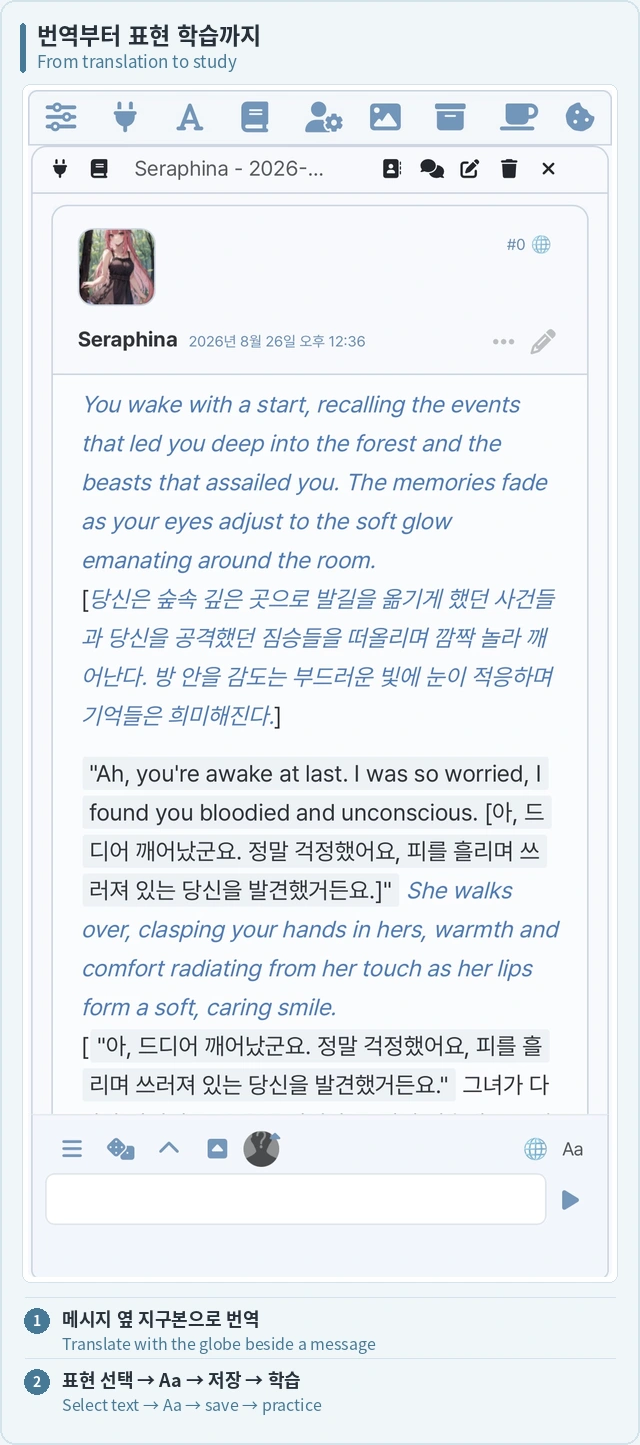 번역부터 표현 학습까지
From translation to study
Seraphina - 2026-...
#0
Seraphina 2026년 8월 26일 오후 12:36
You wake with a start, recalling the events
that led you deep into the forest and the
beasts that assailed you. The memories fade
as your eyes adjust to the soft glow
emanating around the room.
[당신은 숲속 깊은 곳으로 발길을 옮기게 했던 사건들
과 당신을 공격했던 짐승들을 떠올리며 깜짝 놀라 깨
어난다. 방 안을 감도는 부드러운 빛에 눈이 적응하며
기억들은 희미해진다.]
"Ah, you're awake at last. I was so worried, I
found you bloodied and unconscious. [아, 드
디어 깨어났군요. 정말 걱정했어요, 피를 흘리며 쓰
러져 있는 당신을 발견했거든요.]" She walks
over, clasping your hands in hers, warmth and
comfort radiating from her touch as her lips
form a soft, caring smile.
[ "아, 드디어 깨어났군요. 정말 걱정했어요, 피를 흘
리며 쓰러져 있는 당신을 발견했거든요." 그녀가 다
Aa
1 메시지 옆 지구본으로 번역
Translate with the globe beside a message
2 표현 선택 → Aa → 저장 → 학습
Select text → Aa → save → practice